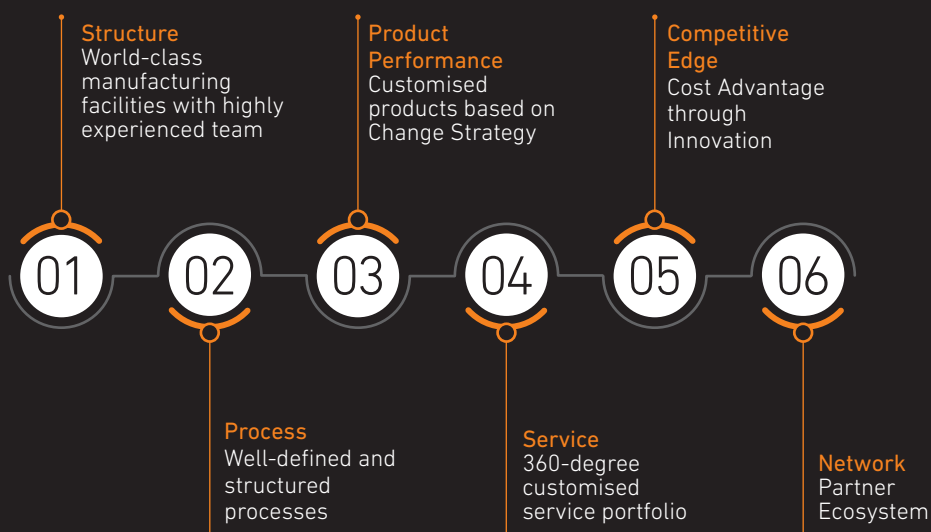 Structure
World-class
manufacturing
facilities with highly
experienced team
Product
Performance
Customised
products based on
Change Strategy
Competitive
Edge
Cost Advantage
through
Innovation
01
02
03
04
05
06
Process
Well-defined and
structured
processes
Service
360-degree
customised
service portfolio
Network
Partner
Ecosystem